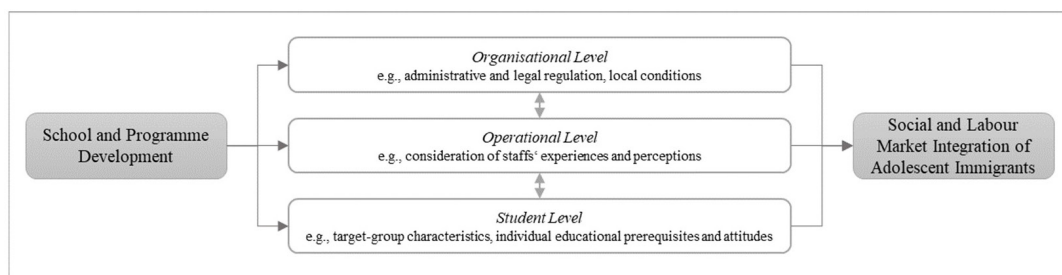 School and Programme
Development
Organisational Level
e.g., administrative and legal regulation, local conditions
Operational Level
e.g., consideration of staffs‘ experiences and perceptions
Student Level
e.g., target-group characteristics, individual educational prerequisites and attitudes
Social and Labour
Market Integration of
Adolescent Immigrants